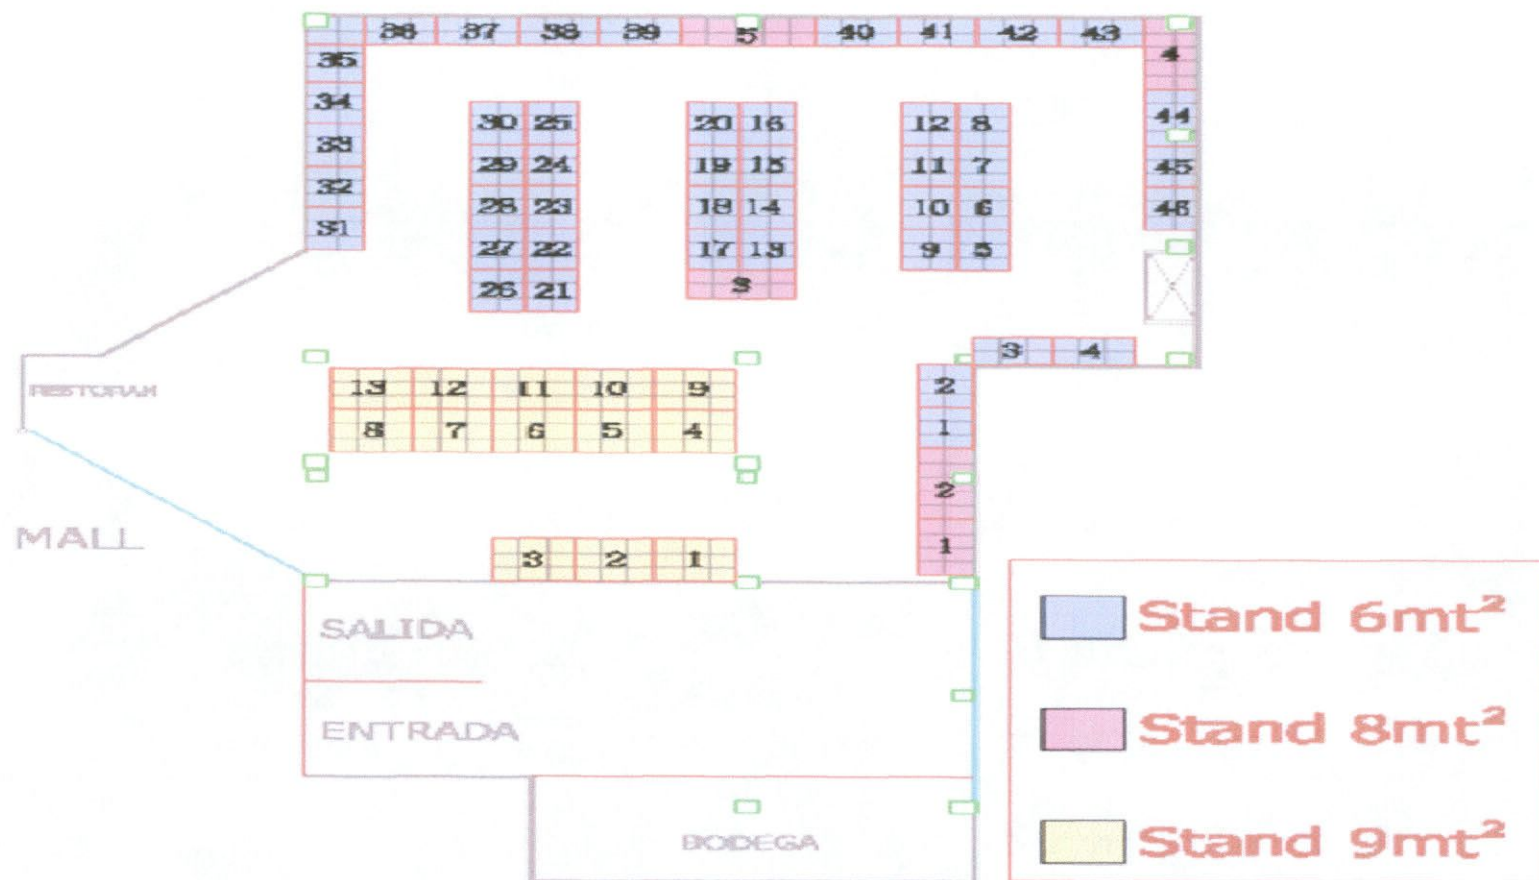 36 37 38 39 5 40 41 42 43
35 4
34 30 25 20 16 12 8 44
33 29 24 19 15 11 7 45
32 28 23 18 14 10 6 46
31 27 22 17 13 9 5
26 21 3
3 4
RESTORAN 13 12 11 10 9 2
8 7 6 5 4 1
2
MALL
3 2 1 1
SALIDA
Stand 6mt²
ENTRADA
Stand 8mt²
BODEGA
Stand 9mt²